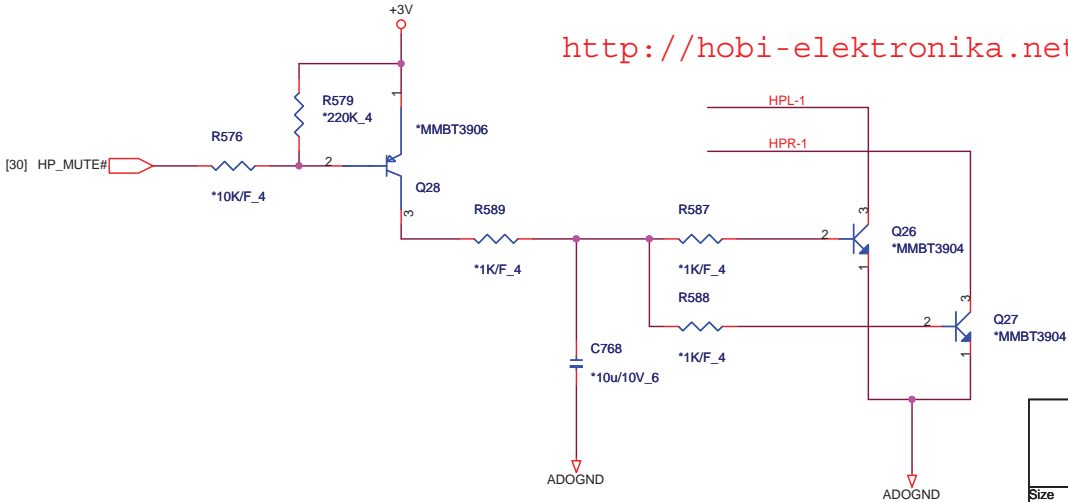 +3V
http://hobi-elektronika.net
R579
*220K_4
1
*MMBT3906
HPL-1
R576
HPR-1
[30] HP_MUTE#
2
*10K/F_4
Q28
3
R589
R587
3
Q26
2
*MMBT3904
*1K/F_4
*1K/F_4
1
R588
3
Q27
2
*MMBT3904
C768
*1K/F_4
1
*10u/10V_6
ADOGND
ADOGND
Size